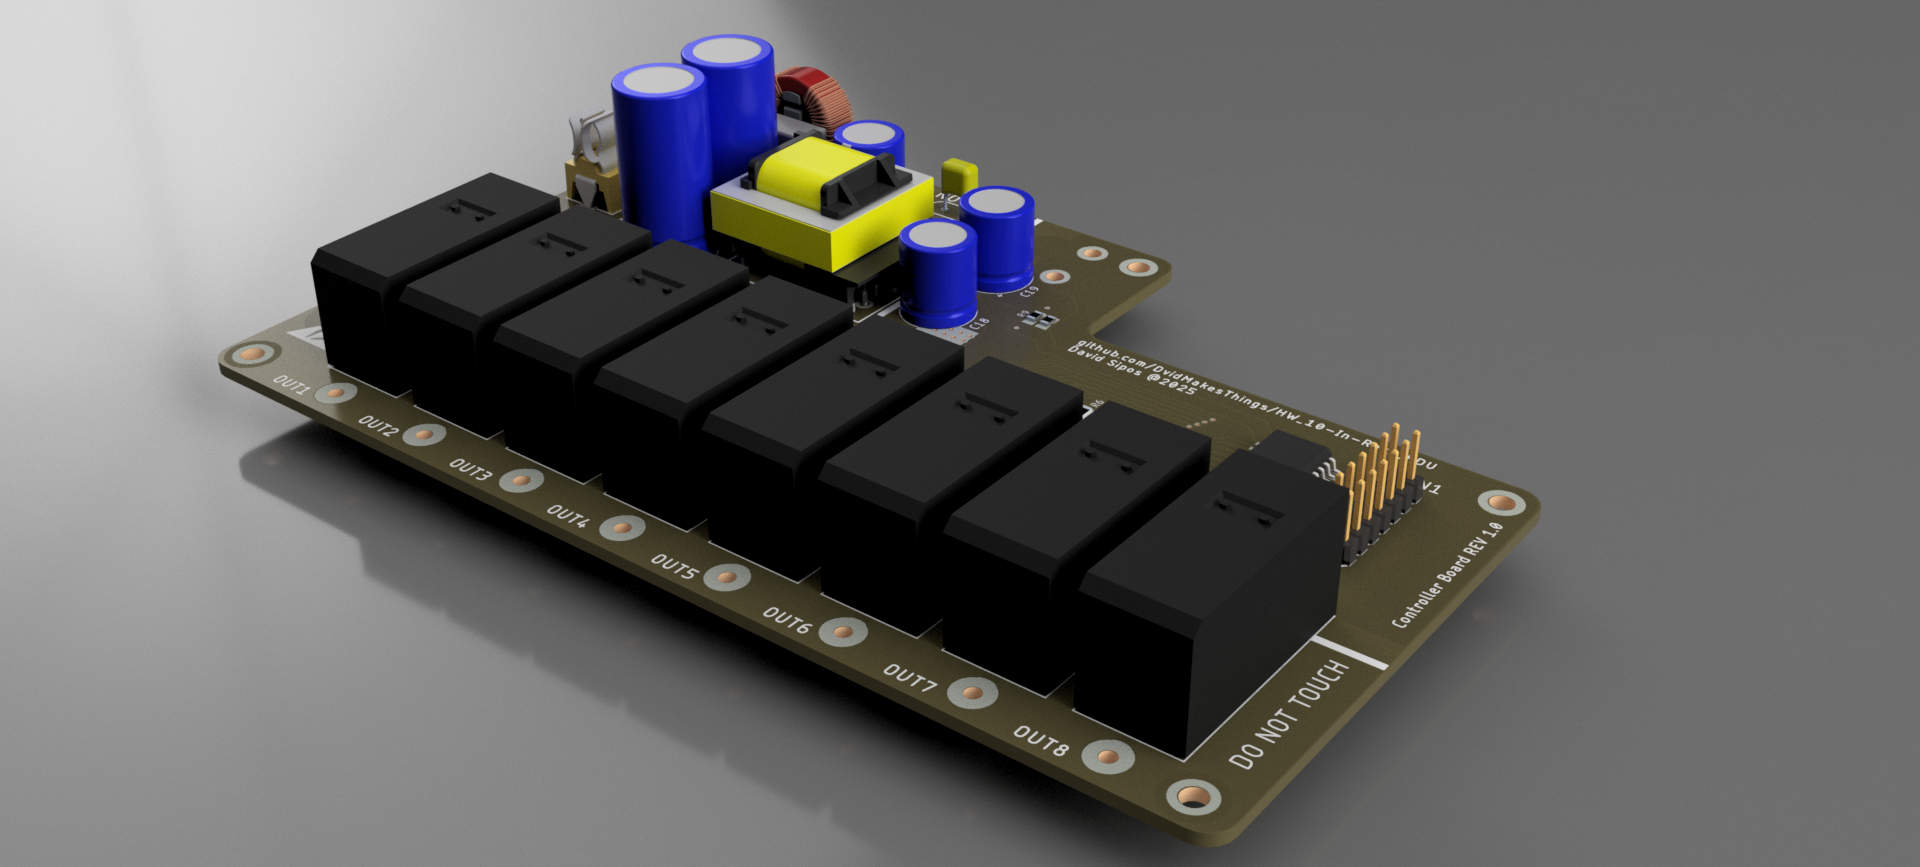 C19
C18
github.com/DvidMakesThings/HW_10-In-R
David Sipos @2025
R6
Controller Board REV 1.0
DO NOT TOUCH
OUT1
OUT2
OUT3
OUT4
OUT5
OUT6
OUT7
OUT8